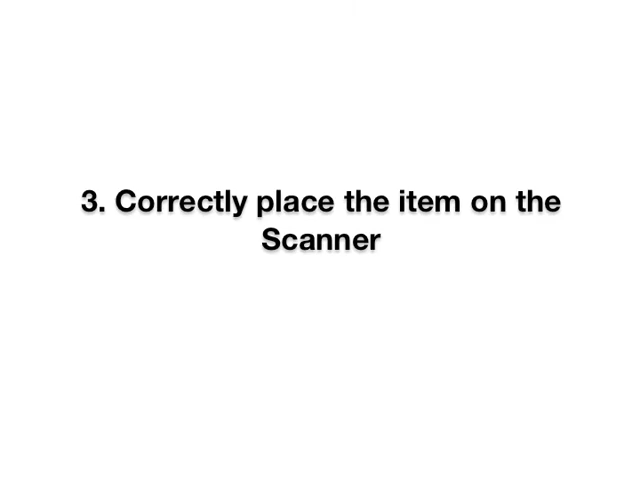 3. Correctly place the item on the
Scanner